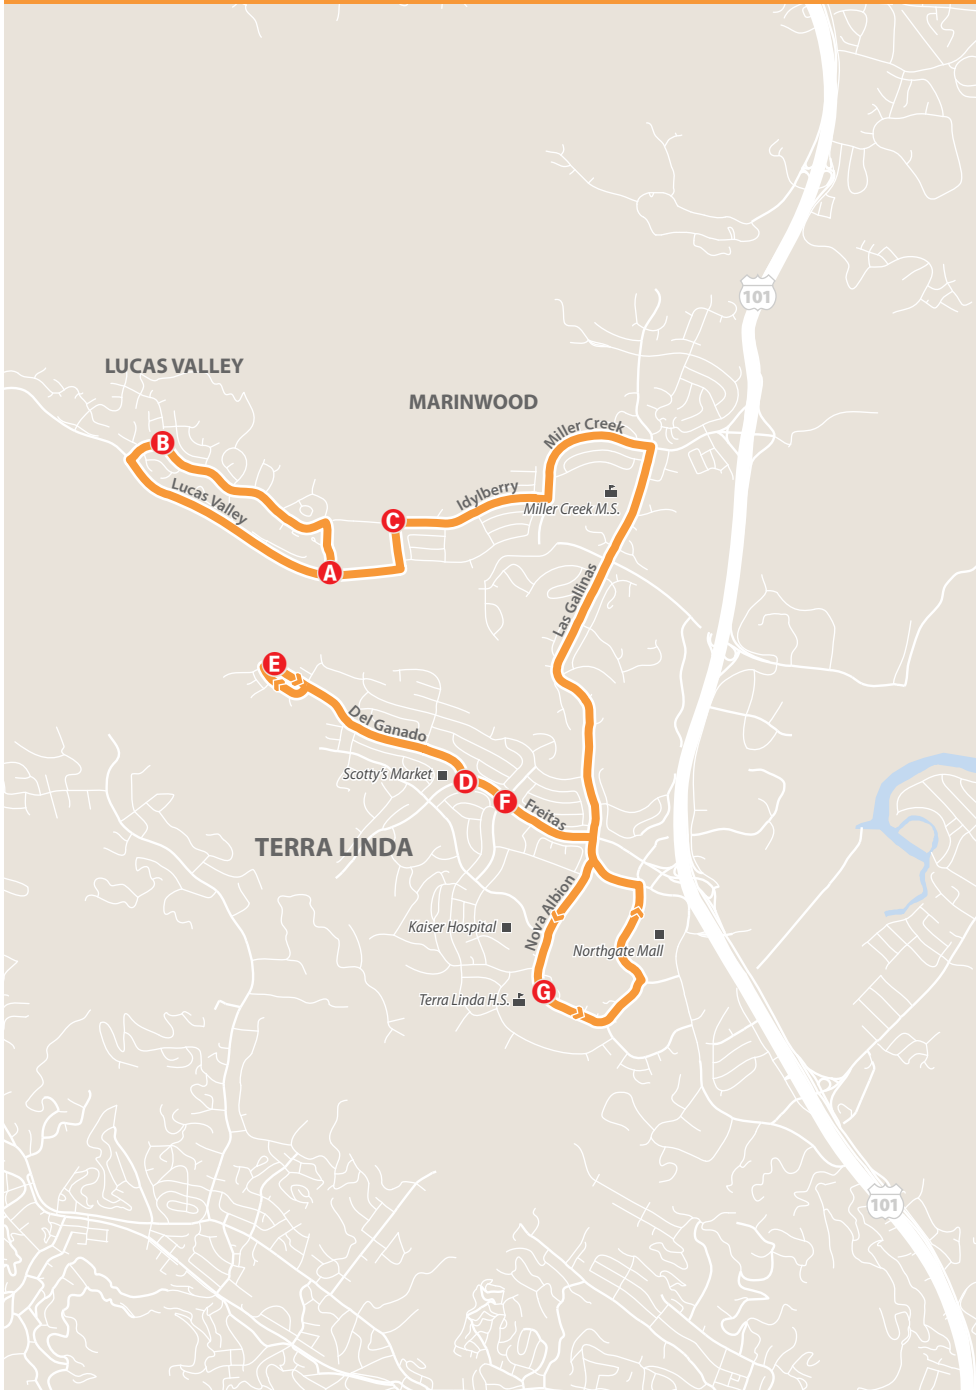 101
LUCAS VALLEY
MARINWOOD
Miller Creek
B
Lucas Valley
Idylberry
Miller Creek M.S.
C
A
Las Gallinas
E
Del Ganado
Scotty's Market
D
F
Freitas
TERRA LINDA
Nova Albion
Kaiser Hospital
Northgate Mall
Terra Linda H.S.
G
101